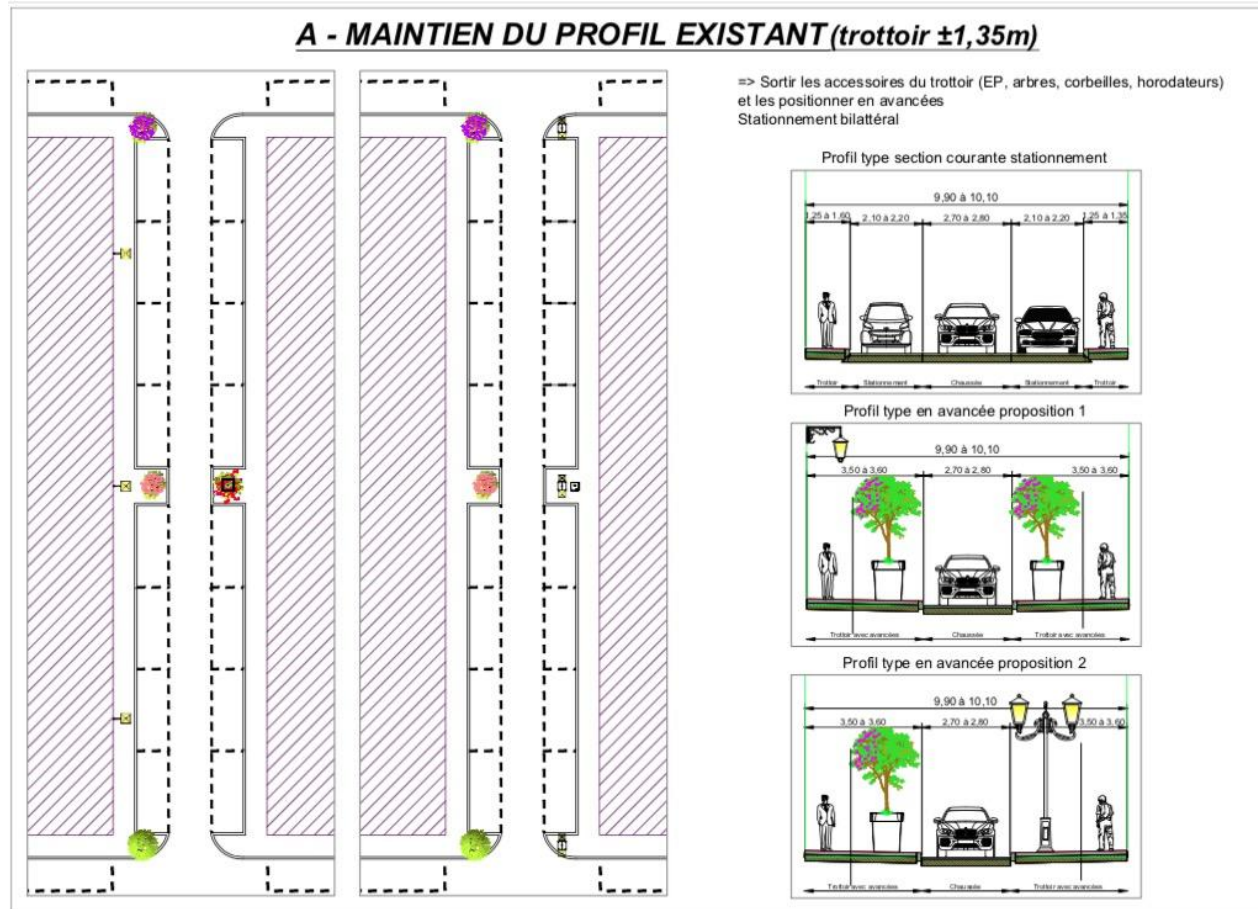 A - MAINTIEN DU PROFIL EXISTANT (trottoir ±1,35m)
=> Sortir les accessoires du trottoir (EP, arbres, corbeilles, horodateurs)
et les positionner en avancées
Stationnement bilattéral
Profil type section courante stationnement
9,90 à 10,10
1,25 à 1,60 2,10 à 2,20 2,70 à 2,80 2,10 à 2,20 1,25 à 1,35
Trottoir Stationnement Chaussée Stationnement Trottoir
Profil type en avancée proposition 1
9,90 à 10,10
3,50 à 3,60 2,70 à 2,80 3,50 à 3,60
Trottoir avec avancées Chaussée Trottoir avec avancées
Profil type en avancée proposition 2
9,90 à 10,10
3,50 à 3,60 2,70 à 2,80 3,50 à 3,60
Trottoir avec avancées Chaussée Trottoir avec avancées